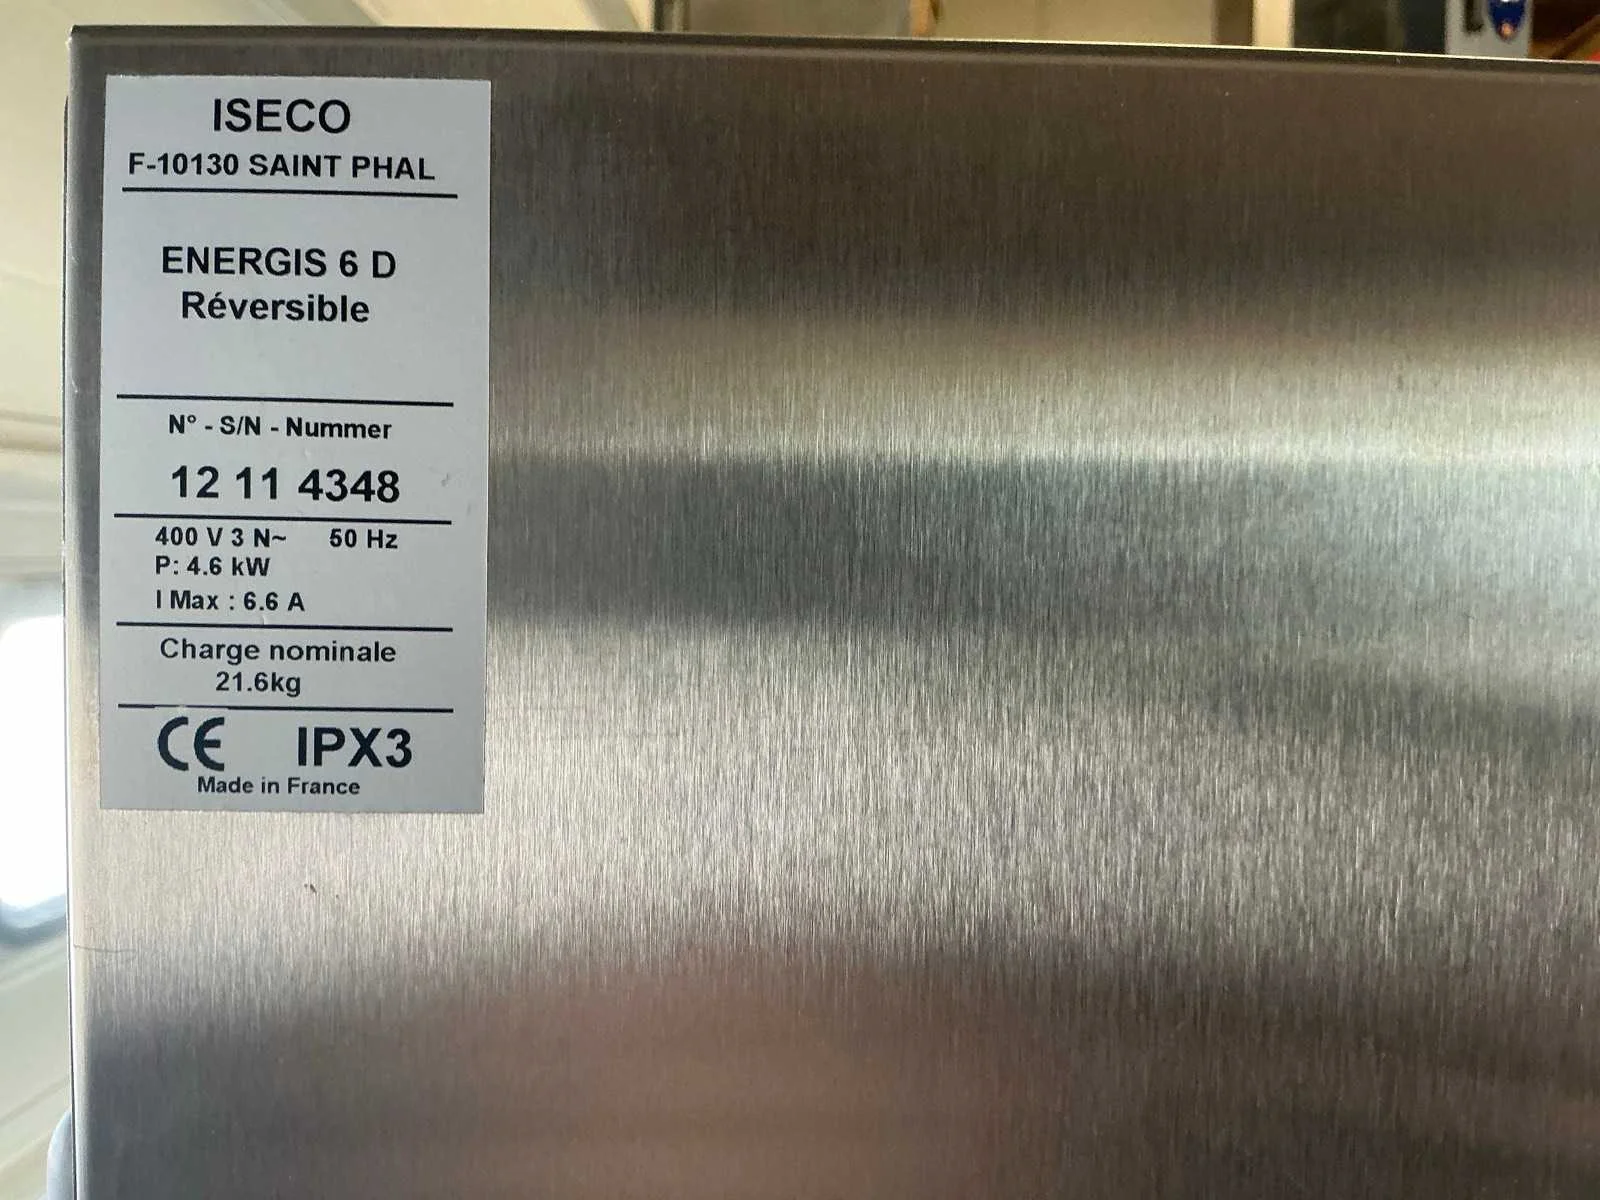 ISECO
F-10130 SAINT PHAL
ENERGIS 6 D
Réversible
N° - S/N - Nummer
12 11 4348
400 V 3 N~ 50 Hz
P: 4.6 kW
I Max : 6.6 A
Charge nominale
21.6kg
CE IPX3
Made in France